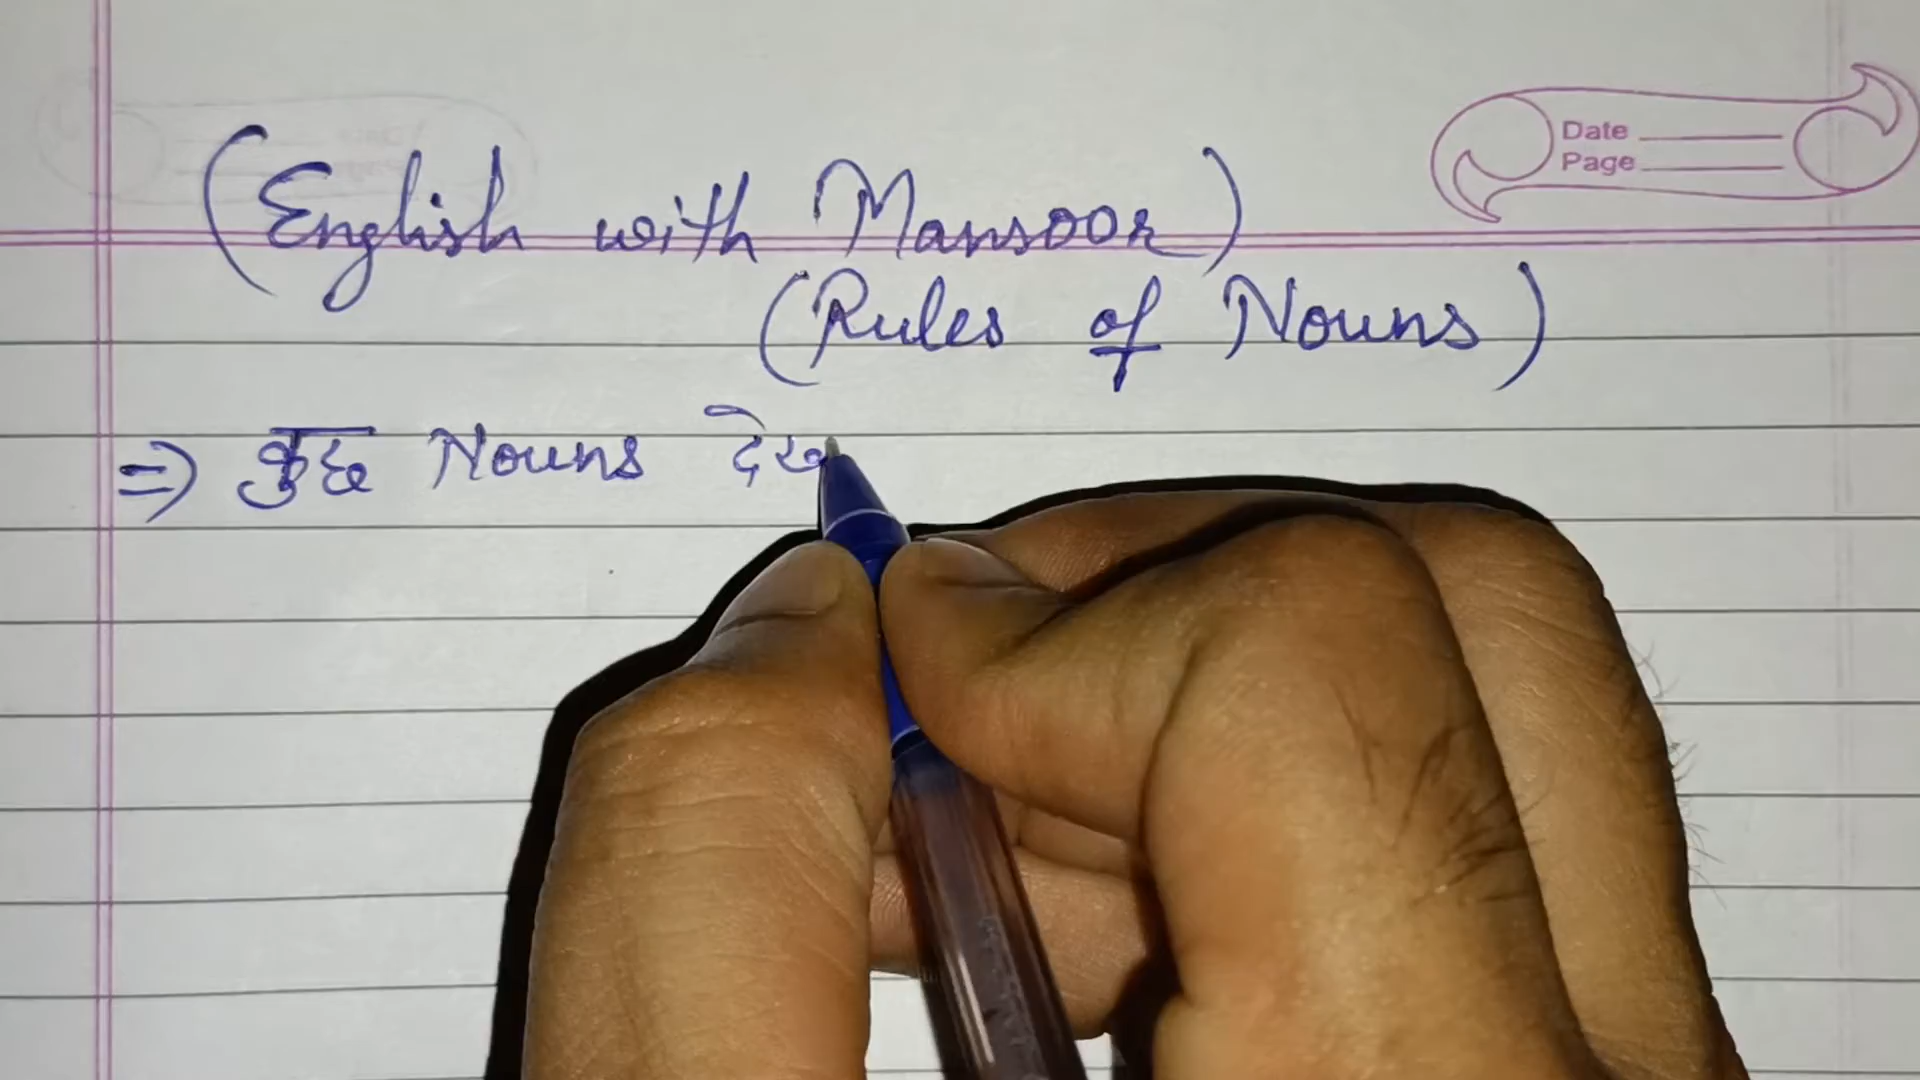 Date
Page
(English with Mansoor)
(Rules of Nouns)
⇒ कुछ Nouns देख